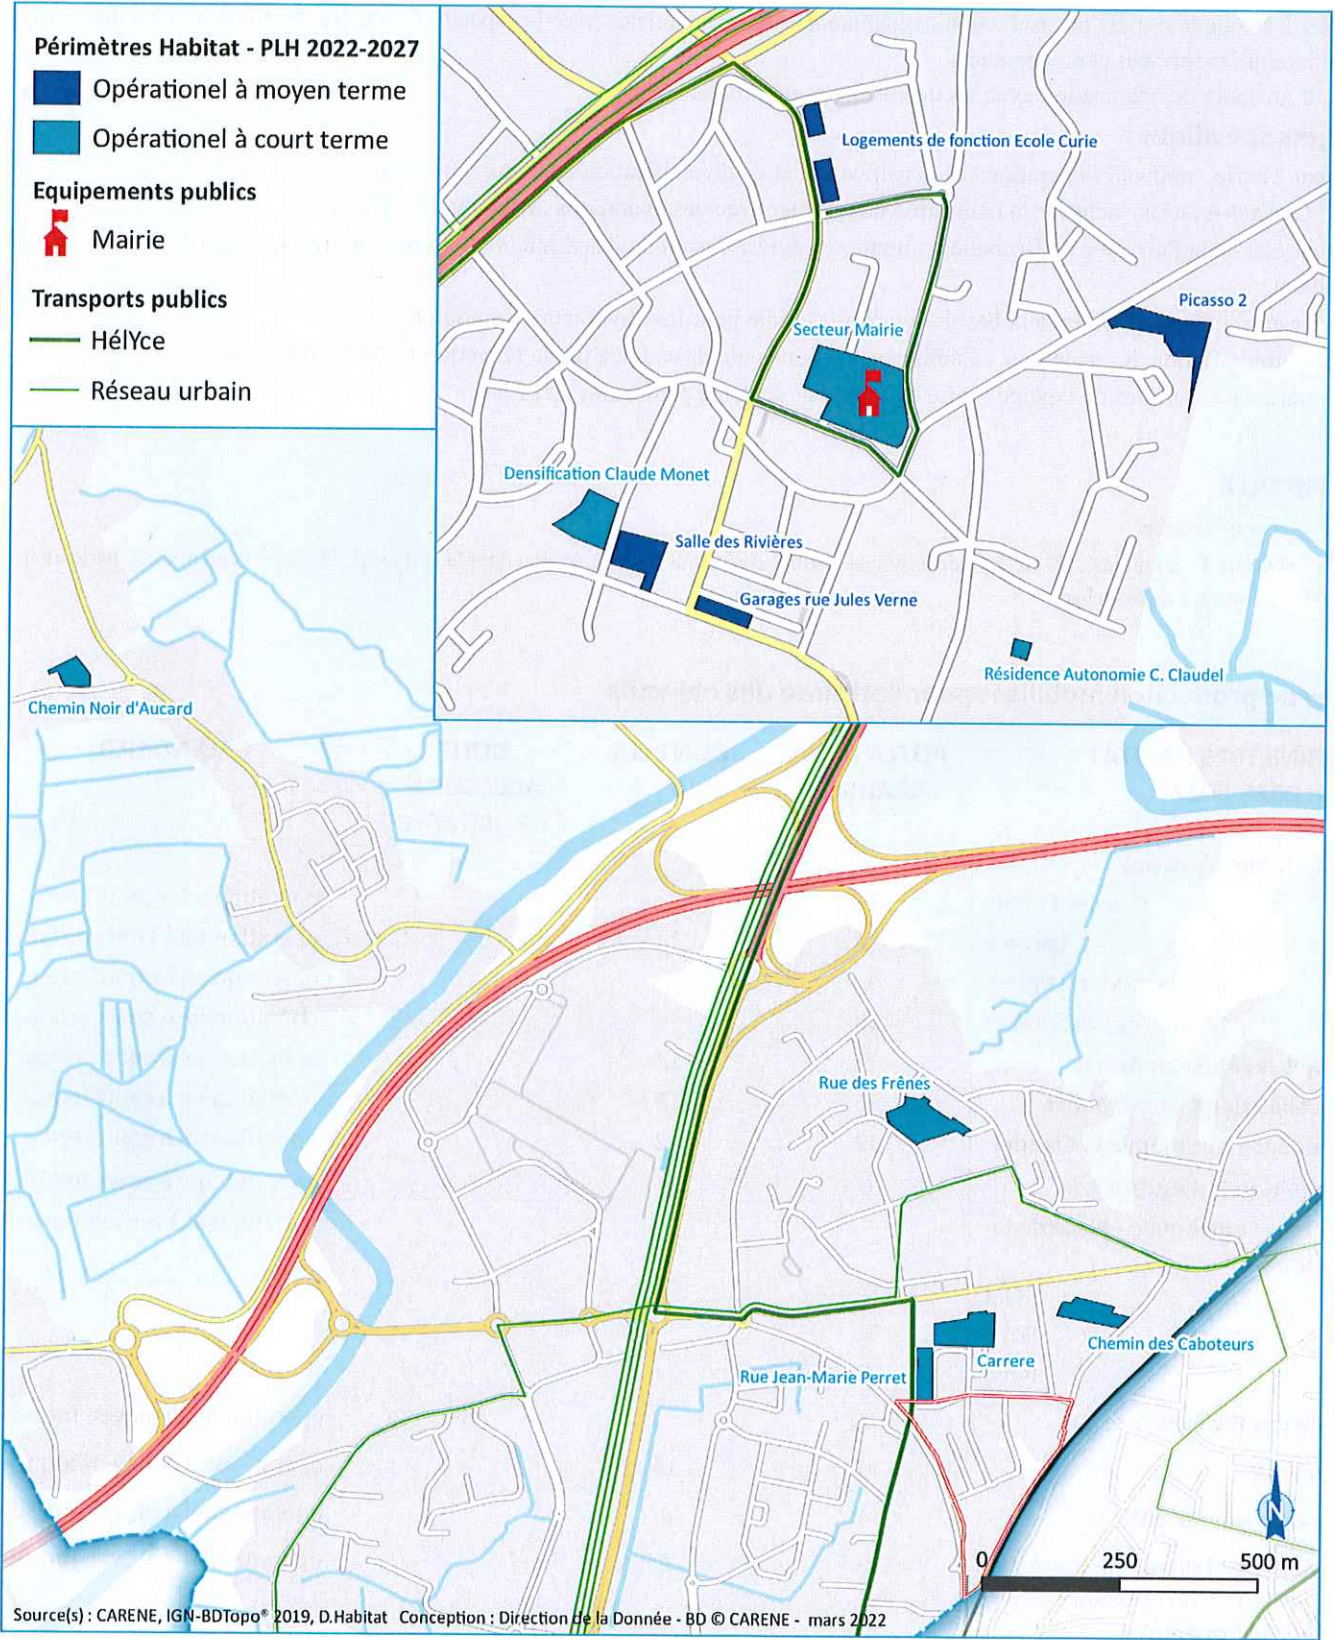 Périmètres Habitat - PLH 2022-2027
Opérationel à moyen terme
Opérationel à court terme
Equipements publics
Mairie
Transports publics
HélYce
Réseau urbain
Logements de fonction Ecole Curie
Picasso 2
Secteur Mairie
Densification Claude Monet
Salle des Rivières
Garages rue Jules Verne
Résidence Autonomie C. Claudel
Chemin Noir d'Aucard
Rue des Frênes
Chemin des Caboteurs
Carrere
Rue Jean-Marie Perret
N
0 250 500 m
Source(s) : CARENE, IGN-BDTopo® 2019, D.Habitat Conception : Direction de la Donnée - BD © CARENE - mars 2022